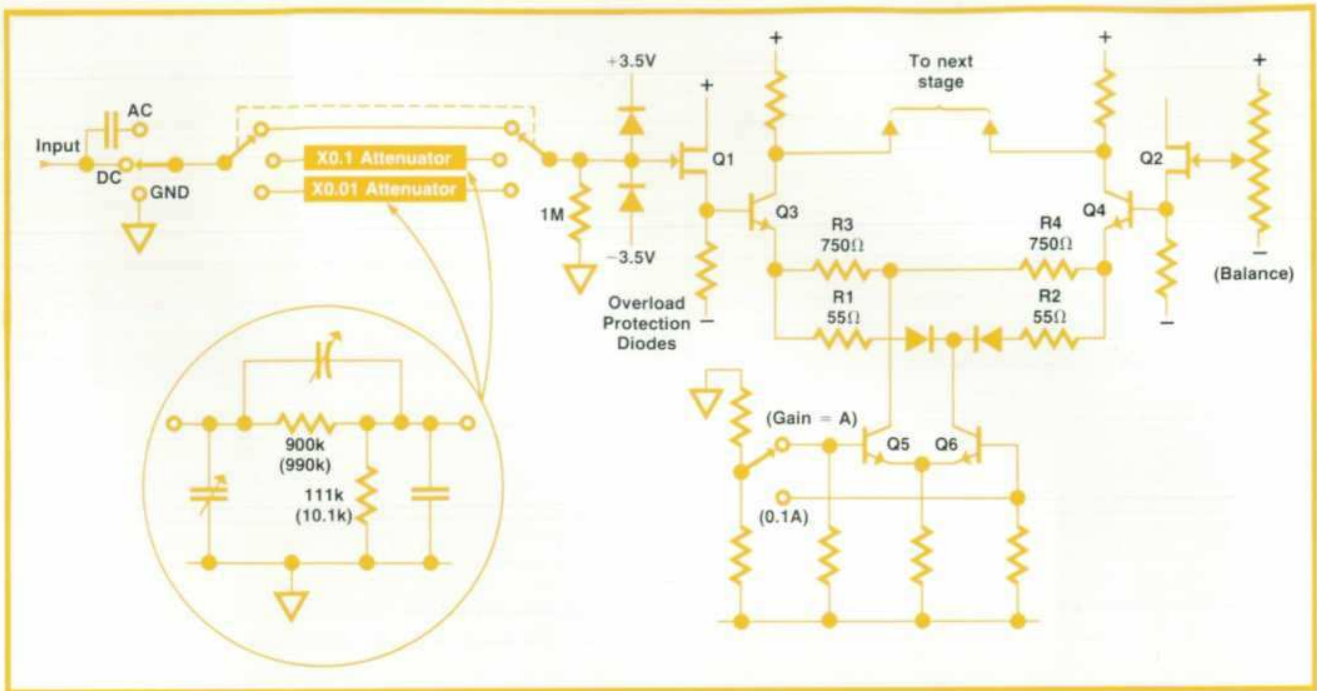 Input
AC
DC
GND
X0.1 Attenuator
X0.01 Attenuator
900k
(990k)
111k
(10.1k)
1M
+3.5V
−3.5V
Overload
Protection
Diodes
+
Q1
−
+
Q3
To next
stage
R3
750Ω
R1
55Ω
R4
750Ω
R2
55Ω
+
Q4
Q2
−
+
−
(Balance)
(Gain = A)
(0.1A)
Q5
Q6